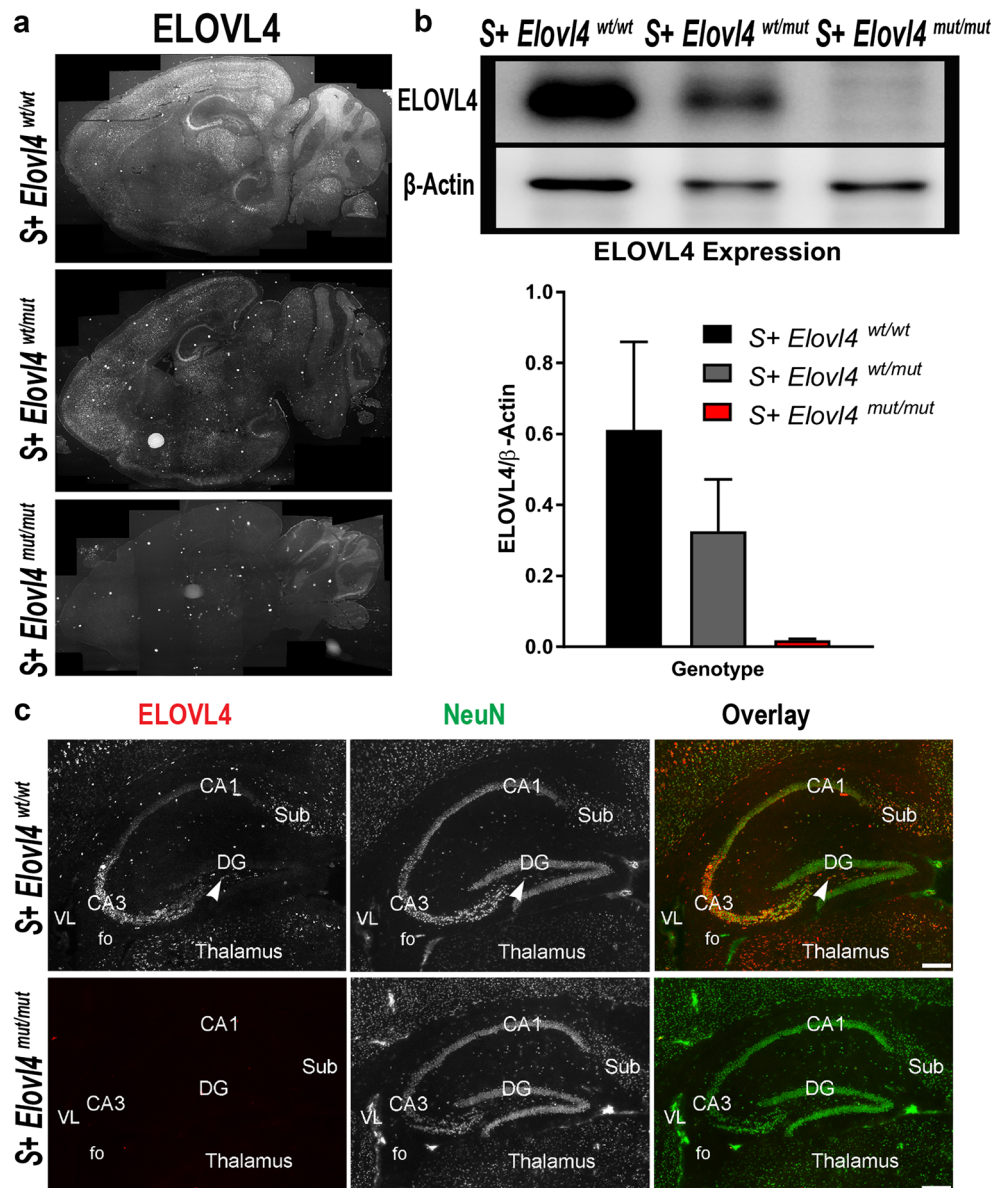 a
ELOVL4
S+ Elovl4 wt/wt
S+ Elovl4 wt/mut
S+ Elovl4 mut/mut
b
S+ Elovl4 wt/wt S+ Elovl4 wt/mut S+ Elovl4 mut/mut
ELOVL4
β-Actin
ELOVL4 Expression
1.0
0.8
0.6
0.4
0.2
0.0
ELOVL4/β-Actin
S+ Elovl4 wt/wt
S+ Elovl4 wt/mut
S+ Elovl4 mut/mut
Genotype
c
ELOVL4 NeuN Overlay
S+ Elovl4 wt/wt
CA1
Sub
DG
CA3
VL
fo
Thalamus
CA1
Sub
DG
CA3
VL
fo
Thalamus
CA1
Sub
DG
CA3
VL
fo
Thalamus
S+ Elovl4 mut/mut
CA1
Sub
DG
CA3
VL
fo
Thalamus
CA1
Sub
DG
CA3
VL
fo
Thalamus
CA1
Sub
DG
CA3
VL
fo
Thalamus